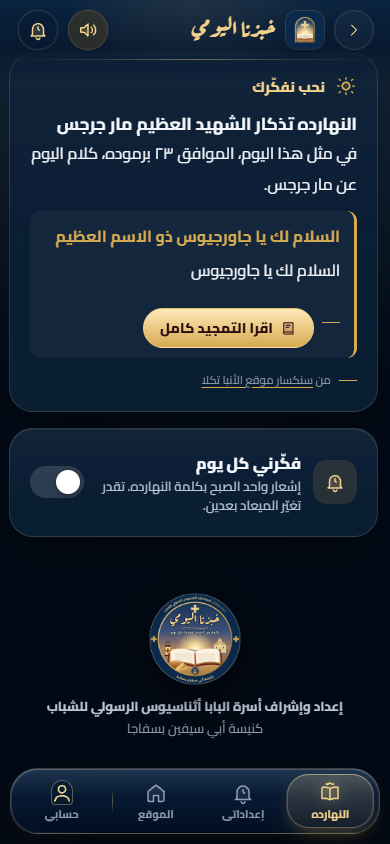 خبزنا اليومي
نحب نفكّرك
النهارده تذكار الشهيد العظيم مار جرجس
في مثل هذا اليوم، الموافق ٢٣ برموده، كلام اليوم
عن مار جرجس.
السلام لك يا جاورجيوس ذو الاسم العظيم
السلام لك يا جاورجيوس
اقرا التمجيد كامل
من سنكسار موقع الأنبا تكلا
فكّرني كل يوم
إشعار واحد الصبح بكلمة النهارده. تقدر
تغيّر الميعاد بعدين.
خبزنا اليومي
إعداد وإشراف أسرة البابا أثناسيوس الرسولي للشباب
كنيسة أبي سيفين بسفاجا
النهارده
إعداداتى
الموقع
حسابي